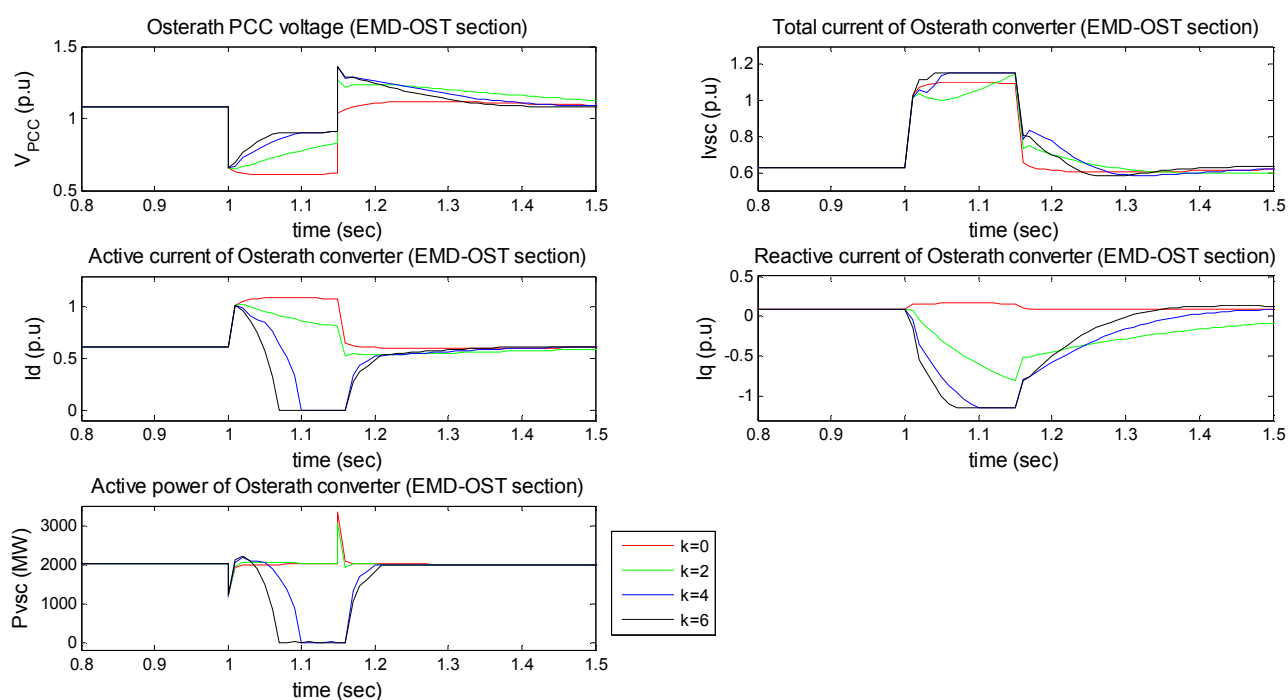 Osterath PCC voltage (EMD-OST section)
1.5
1
0.5
V_PCC (p.u)
0.8 0.9 1 1.1 1.2 1.3 1.4 1.5
time (sec)
Total current of Osterath converter (EMD-OST section)
1.2
1.0
0.8
0.6
Ivsc (p.u)
0.8 0.9 1 1.1 1.2 1.3 1.4 1.5
time (sec)
Active current of Osterath converter (EMD-OST section)
1
0.5
0
Id (p.u)
0.8 0.9 1 1.1 1.2 1.3 1.4 1.5
time (sec)
Reactive current of Osterath converter (EMD-OST section)
0.5
0
-0.5
-1
Iq (p.u)
0.8 0.9 1 1.1 1.2 1.3 1.4 1.5
time (sec)
Active power of Osterath converter (EMD-OST section)
3000
2000
1000
0
Pvsc (MW)
0.8 0.9 1 1.1 1.2 1.3 1.4 1.5
time (sec)
k=0
k=2
k=4
k=6